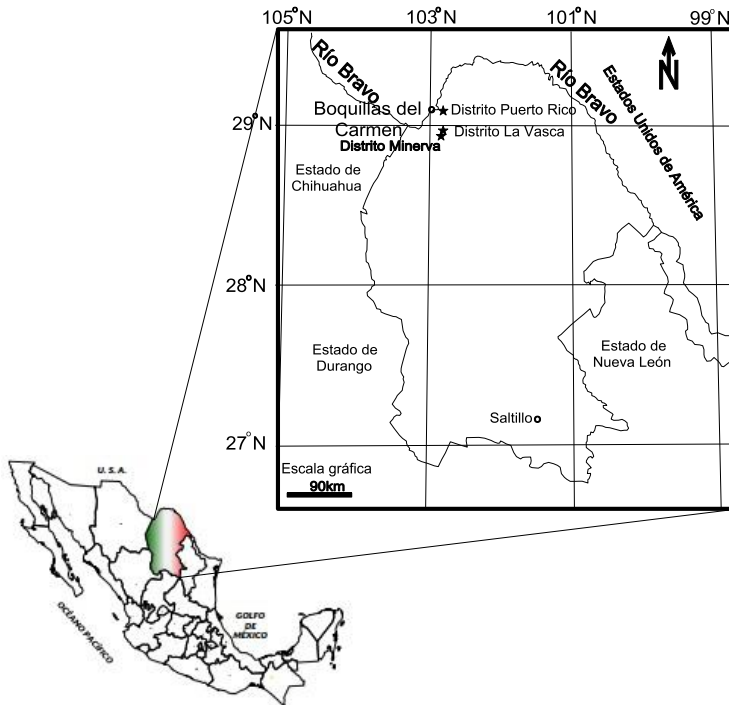 105° 103° 101° 99°
N
Río Bravo
Río Bravo
Estados Unidos de América
Boquillas del
Carmen
Distrito Puerto Rico
Distrito La Vasca
Distrito Minerva
29°N
Estado de
Chihuahua
28°N
Estado de
Durango
Estado de
Nueva León
Saltillo
27°N
Escala gráfica
90km
U. S. A.
GOLFO
DE
MÉXICO
OCÉANO PACÍFICO